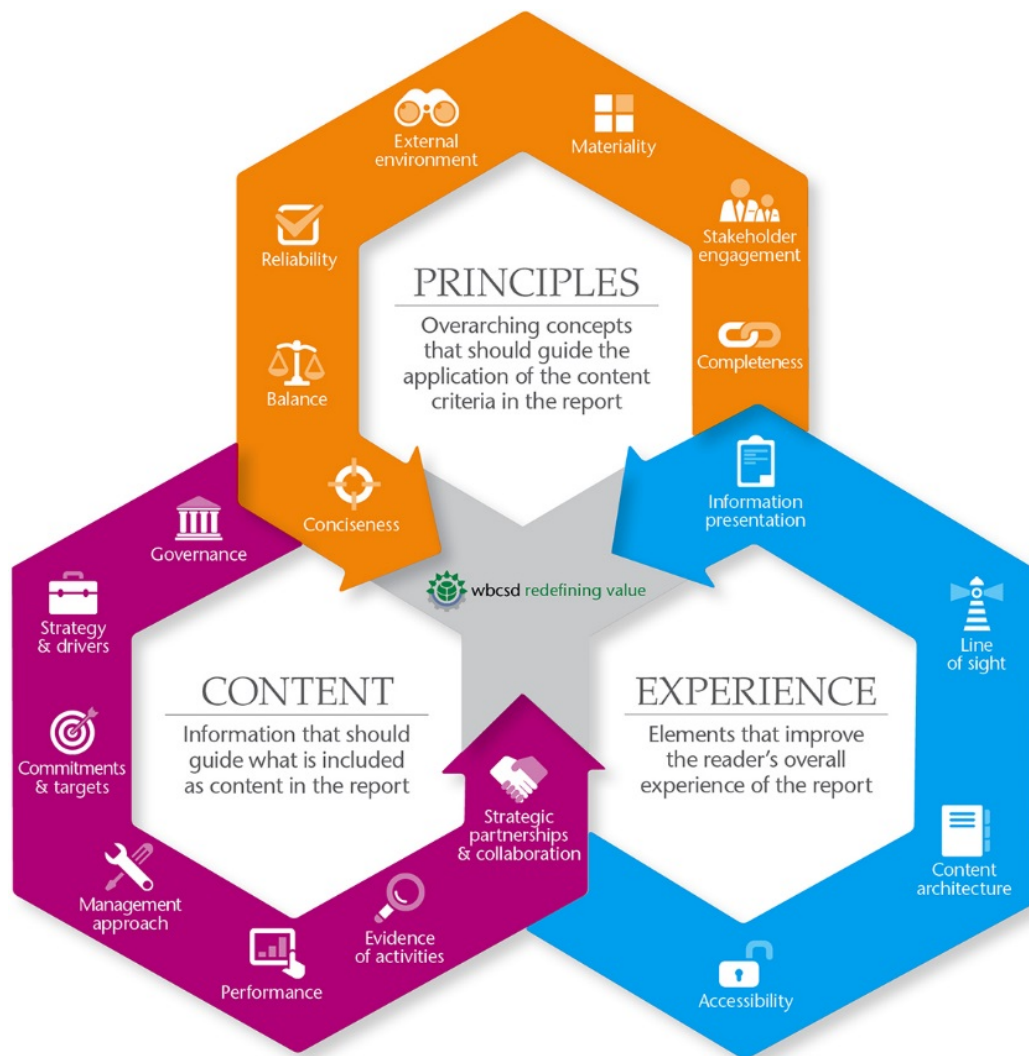 External
environment
Materiality
Stakeholder
engagement
Completeness
Reliability
Balance
Conciseness
PRINCIPLES
Overarching concepts
that should guide the
application of the content
criteria in the report
Governance
Strategy
& drivers
Commitments
& targets
Management
approach
Performance
Evidence
of activities
Strategic
partnerships
& collaboration
CONTENT
Information that should
guide what is included
as content in the report
wbcsd redefining value
Information
presentation
Line
of sight
Content
architecture
Accessibility
EXPERIENCE
Elements that improve
the reader's overall
experience of the report